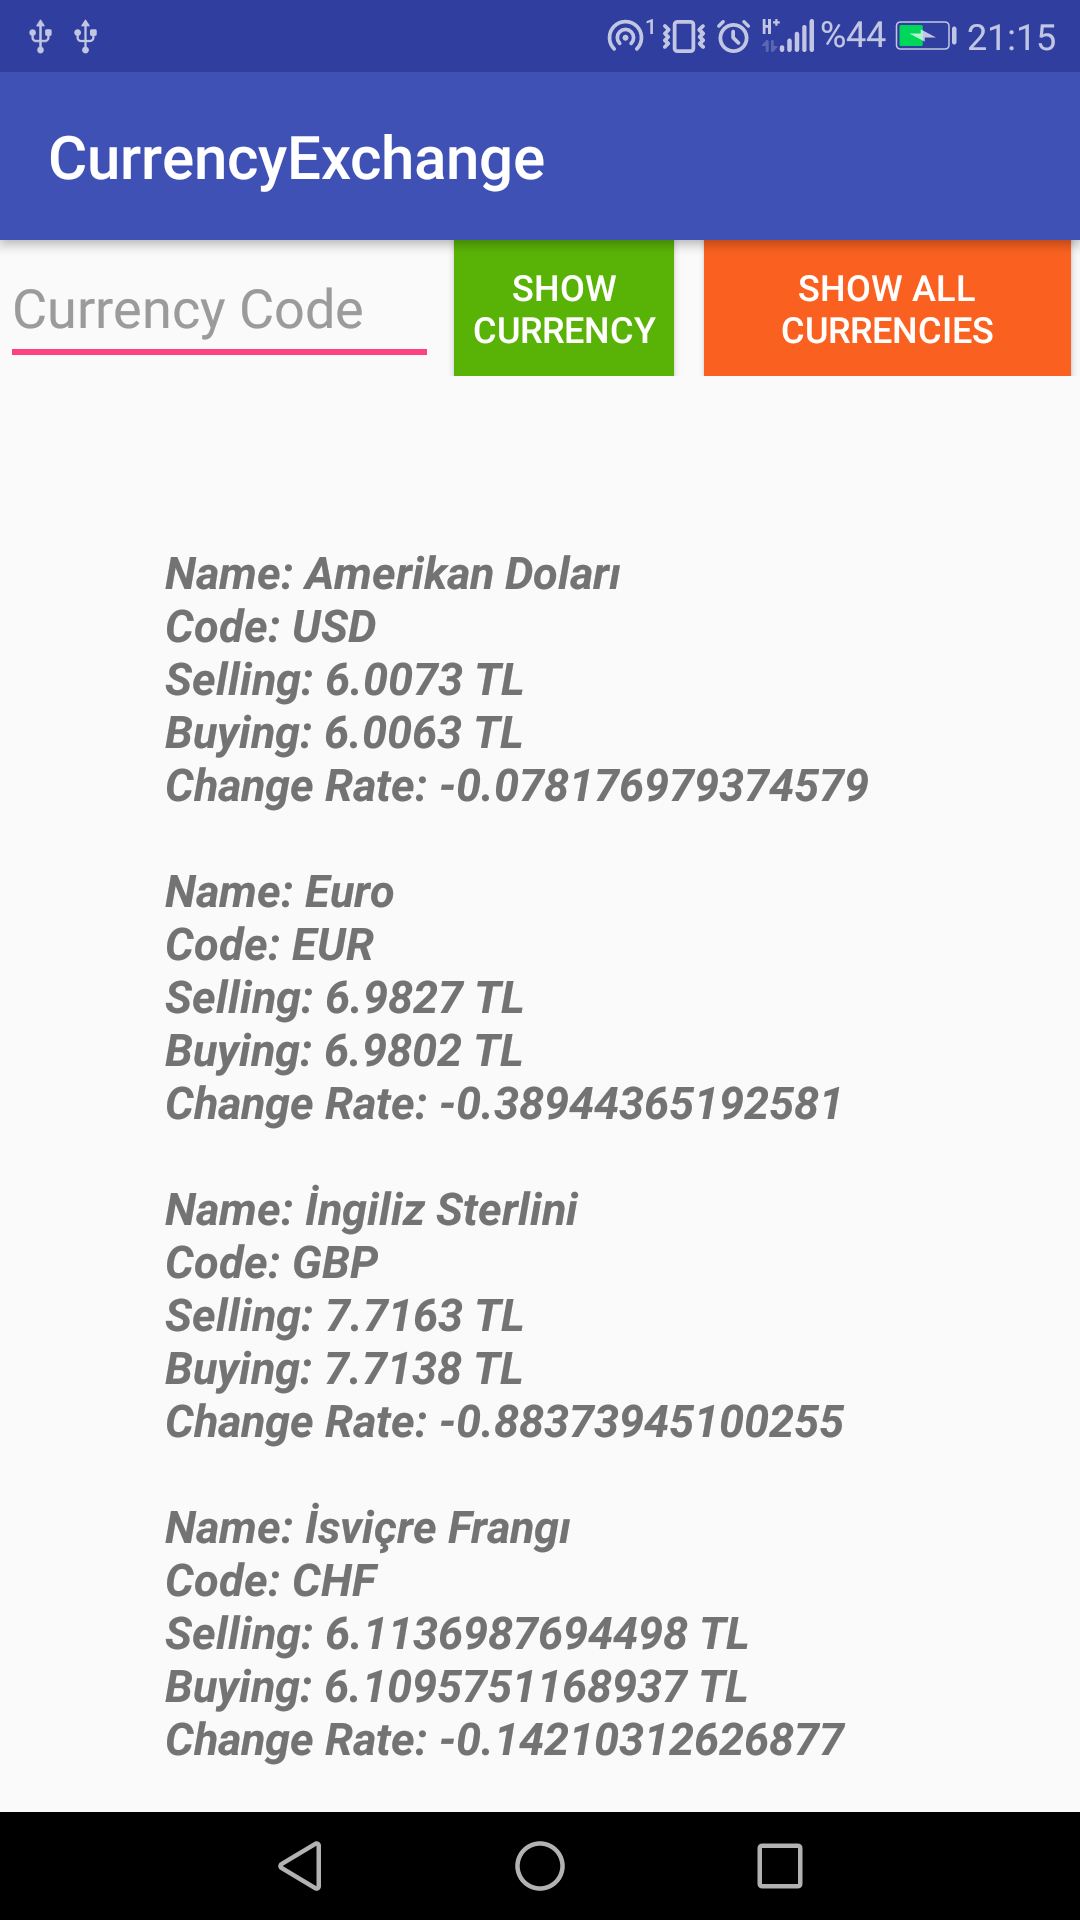 1 H+ %44 21:15
CurrencyExchange
Currency Code
SHOW
CURRENCY
SHOW ALL
CURRENCIES
Name: Amerikan Doları
Code: USD
Selling: 6.0073 TL
Buying: 6.0063 TL
Change Rate: -0.078176979374579
Name: Euro
Code: EUR
Selling: 6.9827 TL
Buying: 6.9802 TL
Change Rate: -0.38944365192581
Name: İngiliz Sterlini
Code: GBP
Selling: 7.7163 TL
Buying: 7.7138 TL
Change Rate: -0.88373945100255
Name: İsviçre Frangı
Code: CHF
Selling: 6.1136987694498 TL
Buying: 6.1095751168937 TL
Change Rate: -0.14210312626877